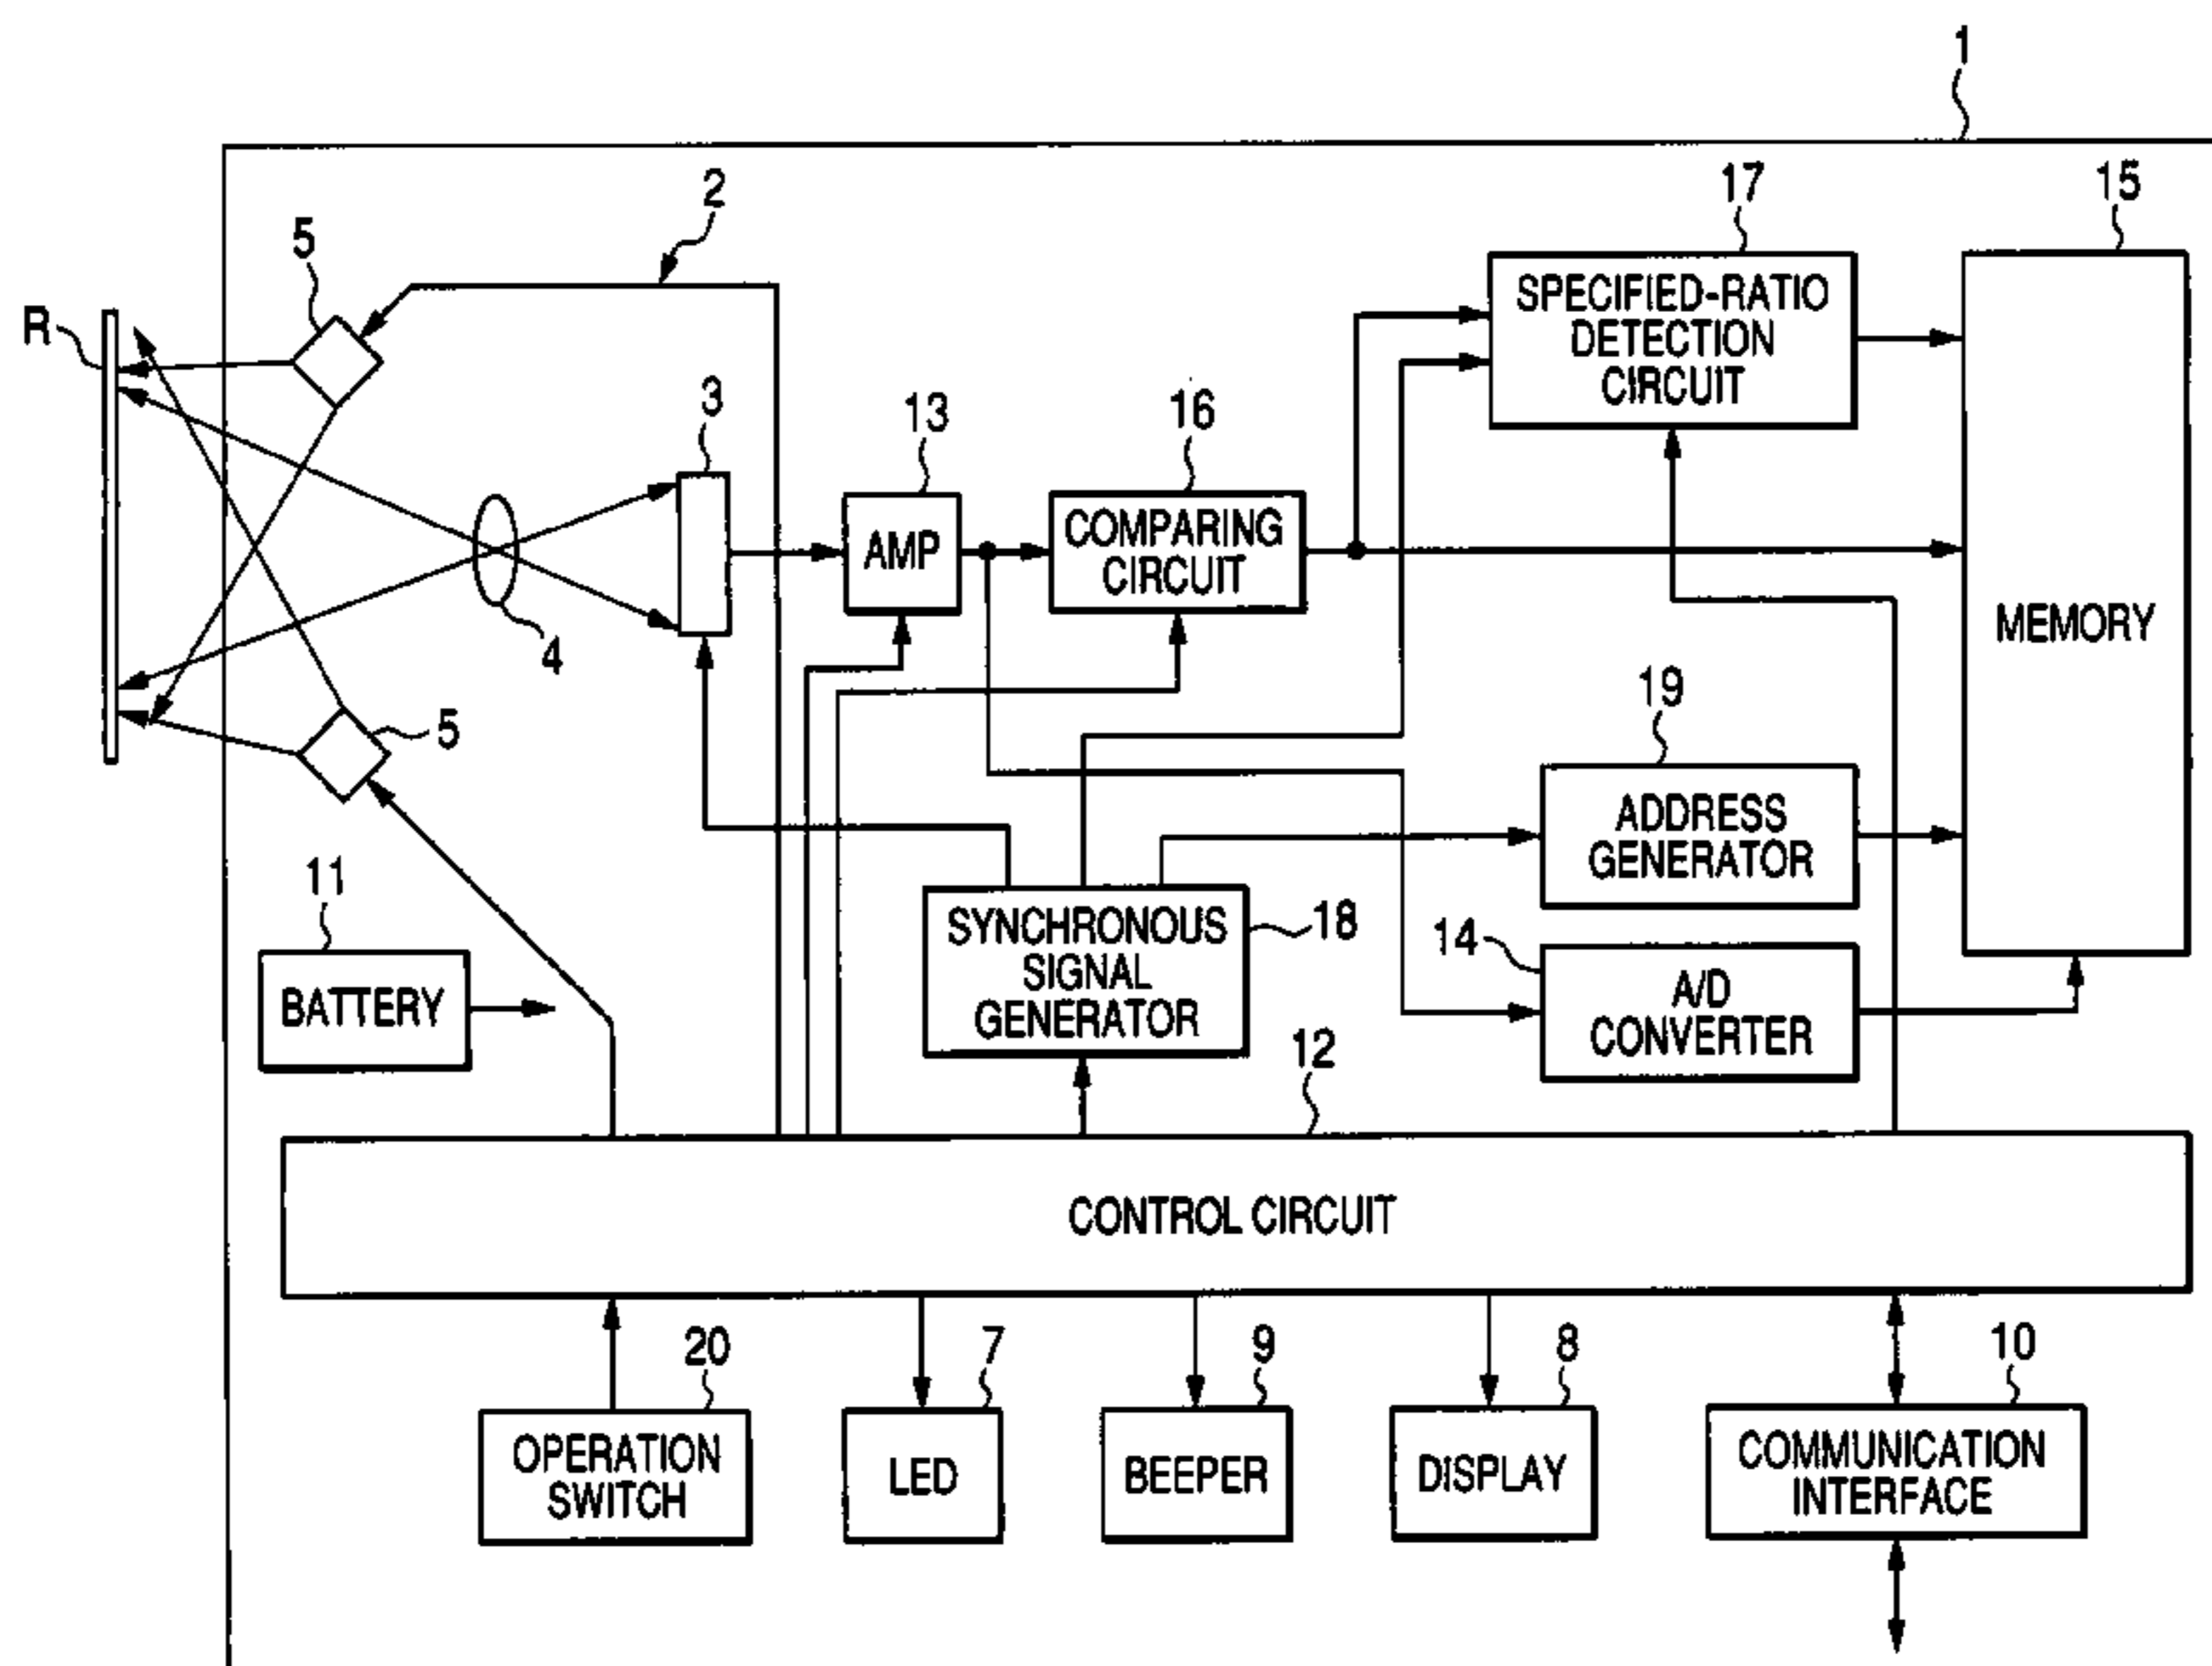 1
2
17
15
5
R
SPECIFIED-RATIO
DETECTION
CIRCUIT
3
13
16
AMP
COMPARING
CIRCUIT
MEMORY
4
5
19
ADDRESS
GENERATOR
11
BATTERY
SYNCHRONOUS
SIGNAL
GENERATOR
18
14
A/D
CONVERTER
12
CONTROL CIRCUIT
20
7
9
8
10
OPERATION
SWITCH
LED
BEEPER
DISPLAY
COMMUNICATION
INTERFACE